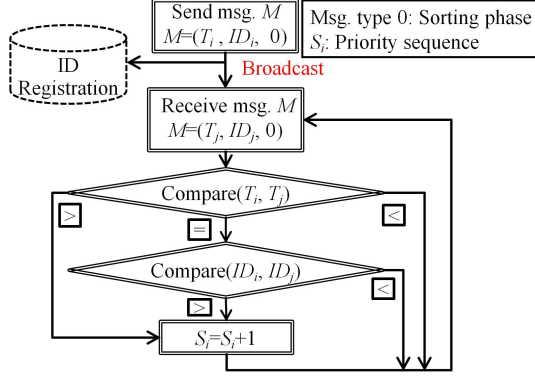 Send msg. M
M=(Ti , IDi, 0)
Msg. type 0: Sorting phase
Si: Priority sequence
ID
Registration
Broadcast
Receive msg. M
M=(Tj, IDj, 0)
Compare(Ti, Tj)
>
<
=
Compare(IDi, IDj)
<
>
Si=Si+1